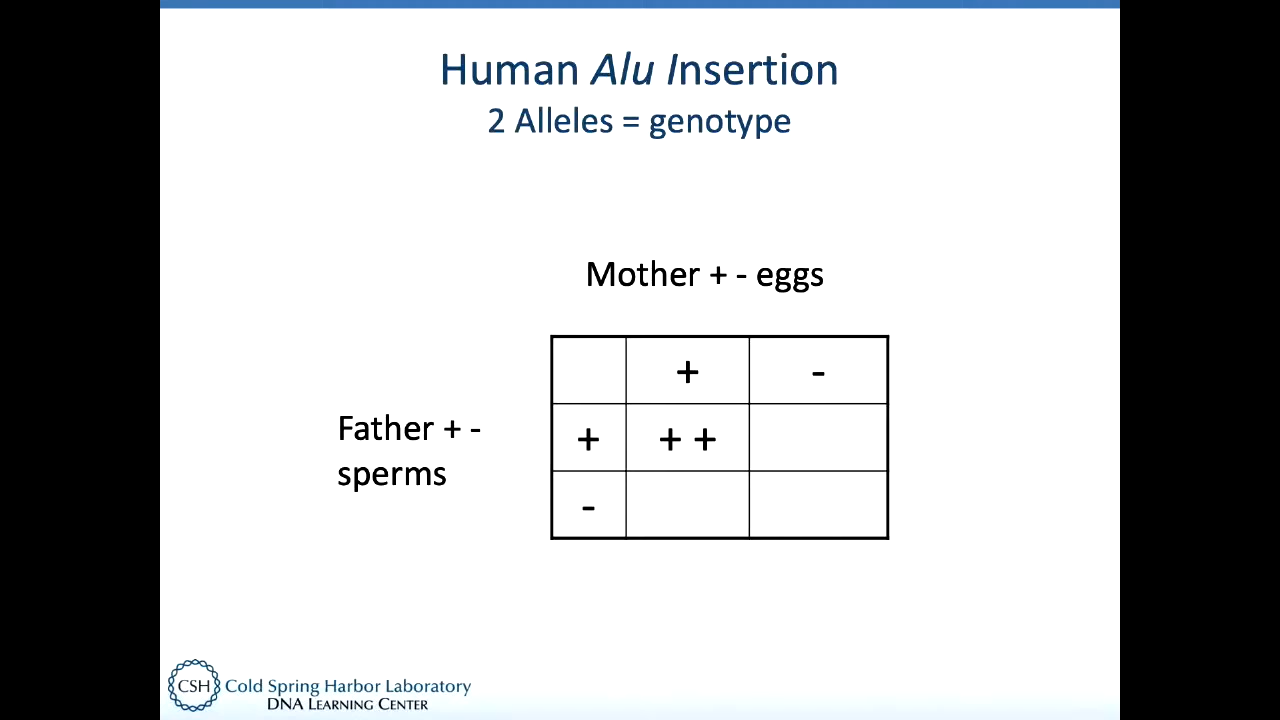 Human Alu Insertion
2 Alleles = genotype
Mother + - eggs
+ -
Father + -
sperms
+ + +
-
CSH Cold Spring Harbor Laboratory
DNA LEARNING CENTER